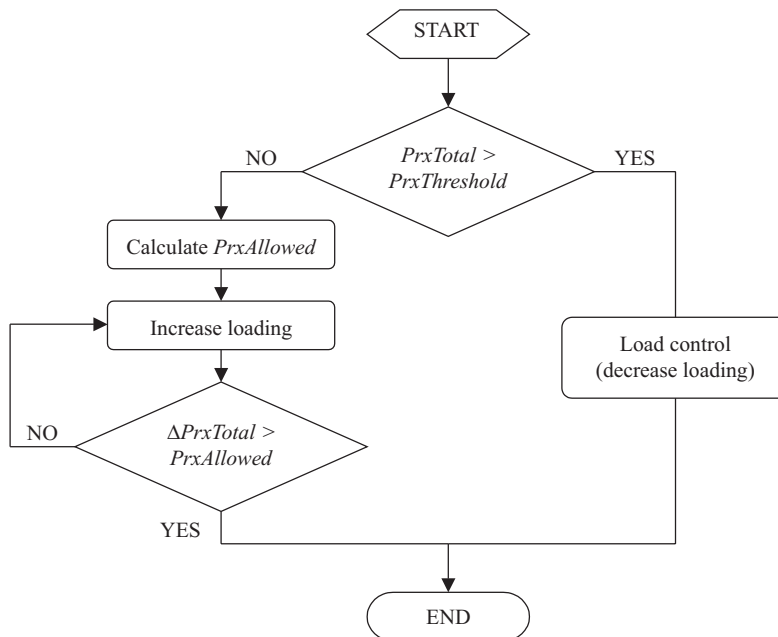 START
NO
PrxTotal >
PrxThreshold
YES
Calculate PrxAllowed
Increase loading
Load control
(decrease loading)
NO
ΔPrxTotal >
PrxAllowed
YES
END